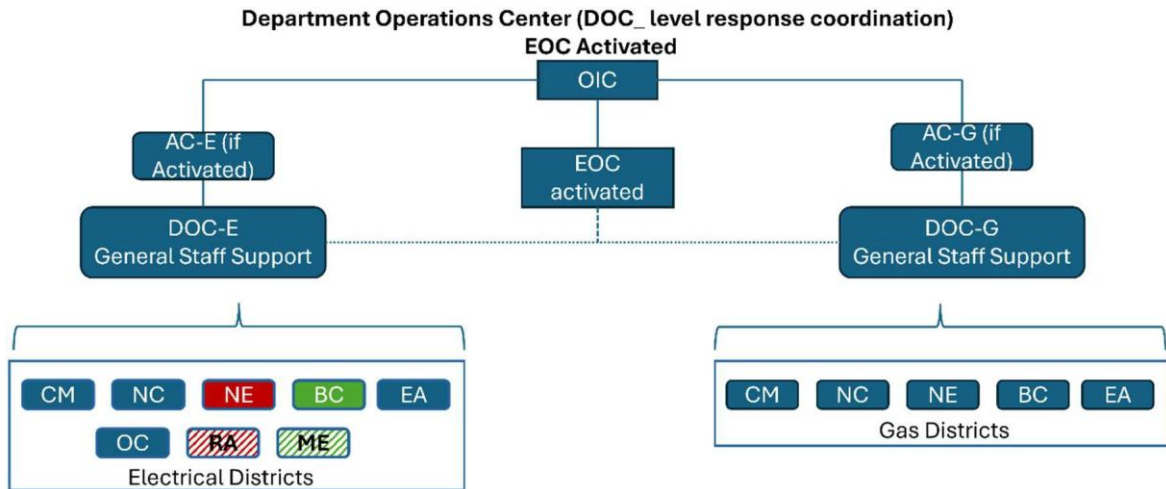 Department Operations Center (DOC_ level response coordination)
EOC Activated
OIC
AC-E (if
Activated)
EOC
activated
AC-G (if
Activated)
DOC-E
General Staff Support
DOC-G
General Staff Support
CM NC NE BC EA
OC RA ME
Electrical Districts
CM NC NE BC EA
Gas Districts